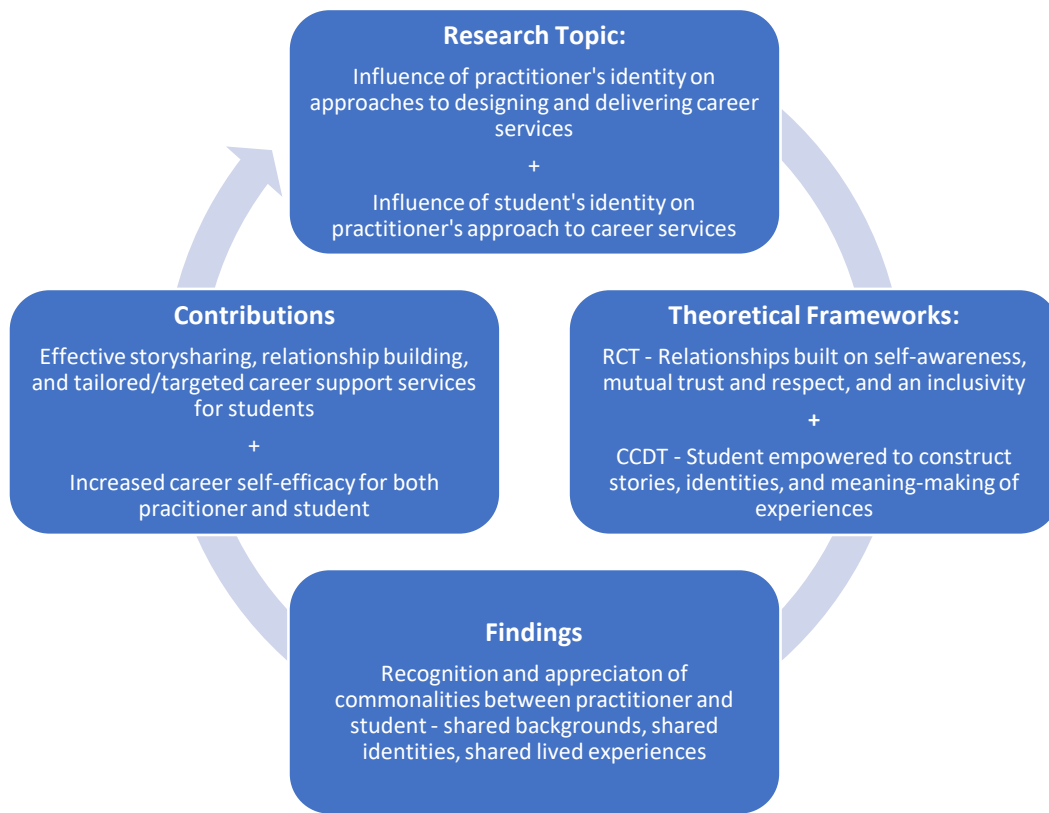 Research Topic:
Influence of practitioner's identity on
approaches to designing and delivering career
services
+
Influence of student's identity on
practitioner's approach to career services
Theoretical Frameworks:
RCT - Relationships built on self-awareness,
mutual trust and respect, and an inclusivity
+
CCDT - Student empowered to construct
stories, identities, and meaning-making of
experiences
Findings
Recognition and appreciaton of
commonalities between practitioner and
student - shared backgrounds, shared
identities, shared lived experiences
Contributions
Effective storysharing, relationship building,
and tailored/targeted career support services
for students
+
Increased career self-efficacy for both
pracitioner and student